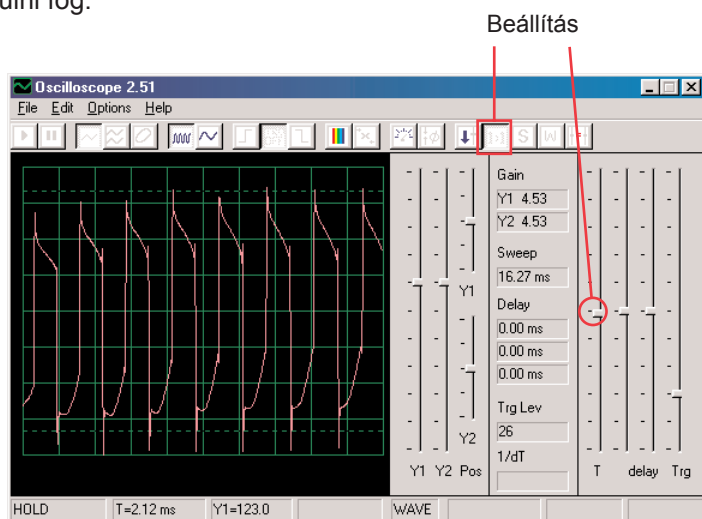 ulni fog.
Beállítás
Oscilloscope 2.51
File Edit Options Help
Gain
Y1 4.53
Y2 4.53
Sweep
16.27 ms
Delay
0.00 ms
0.00 ms
0.00 ms
Trg Lev
26
1/dT
Y1
Y2
Y1 Y2 Pos
T delay Trg
HOLD T=2.12 ms Y1=123.0 WAVE